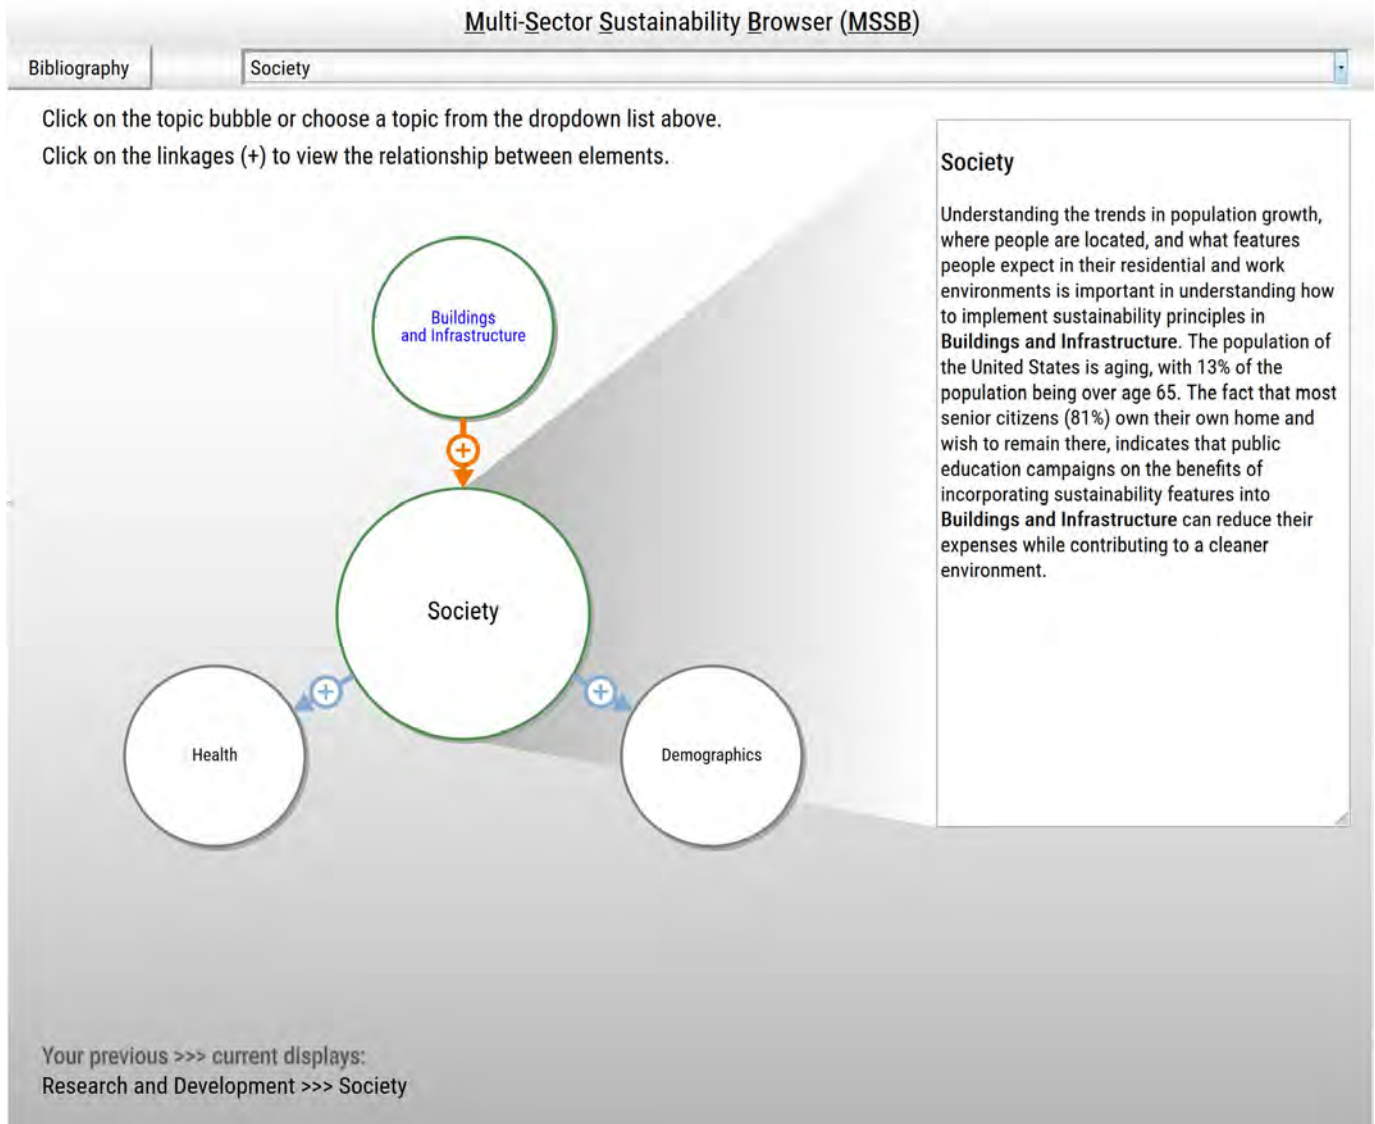 Multi-Sector Sustainability Browser (MSSB)
Bibliography
Society
Click on the topic bubble or choose a topic from the dropdown list above.
Click on the linkages (+) to view the relationship between elements.
Buildings
and Infrastructure
Society
Health
Demographics
Society
Understanding the trends in population growth,
where people are located, and what features
people expect in their residential and work
environments is important in understanding how
to implement sustainability principles in
Buildings and Infrastructure. The population of
the United States is aging, with 13% of the
population being over age 65. The fact that most
senior citizens (81%) own their own home and
wish to remain there, indicates that public
education campaigns on the benefits of
incorporating sustainability features into
Buildings and Infrastructure can reduce their
expenses while contributing to a cleaner
environment.
Your previous >>> current displays:
Research and Development >>> Society